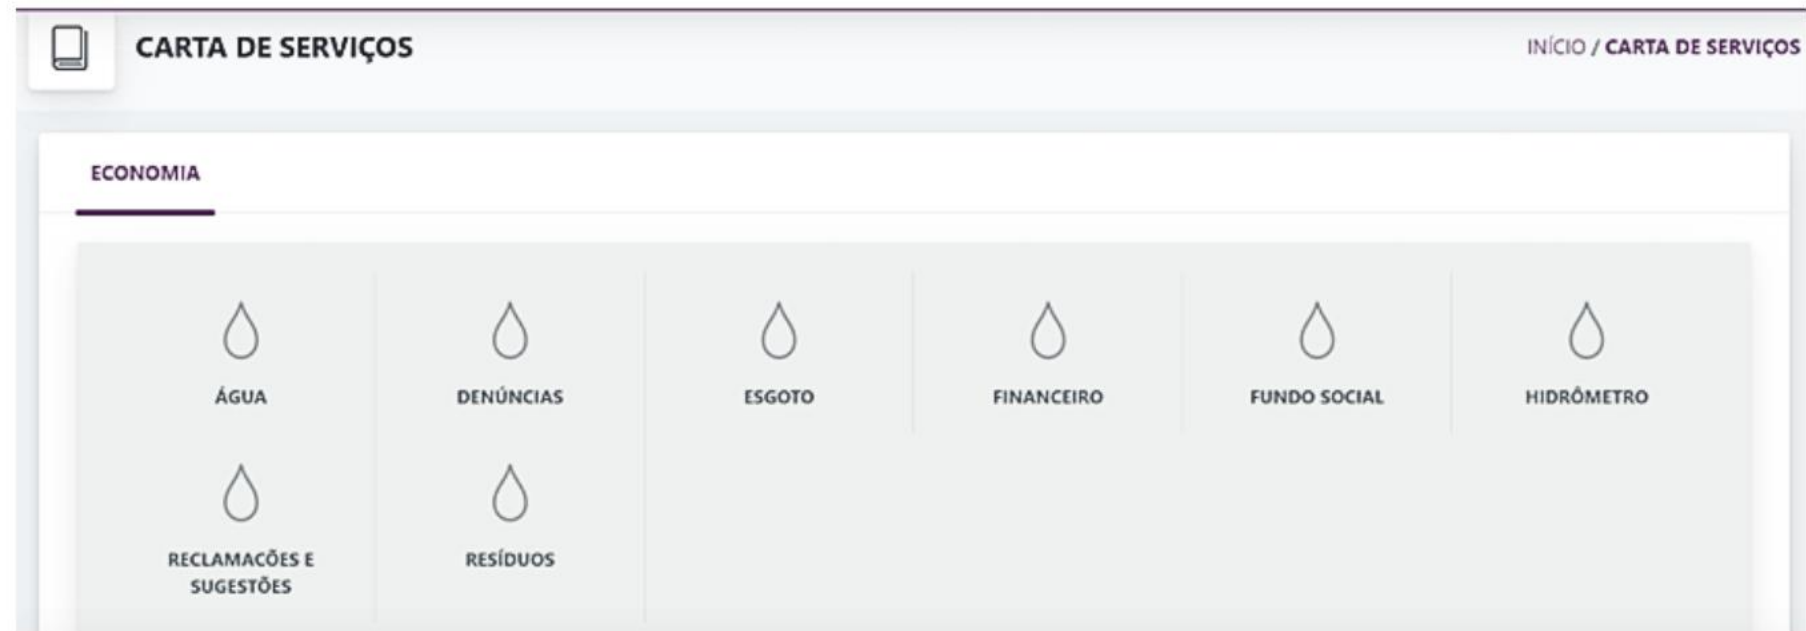 CARTA DE SERVIÇOS
INÍCIO / CARTA DE SERVIÇOS
ECONOMIA
ÁGUA
DENÚNCIAS
ESGOTO
FINANCEIRO
FUNDO SOCIAL
HIDRÔMETRO
RECLAMACÕES E
SUGESTÕES
RESÍDUOS